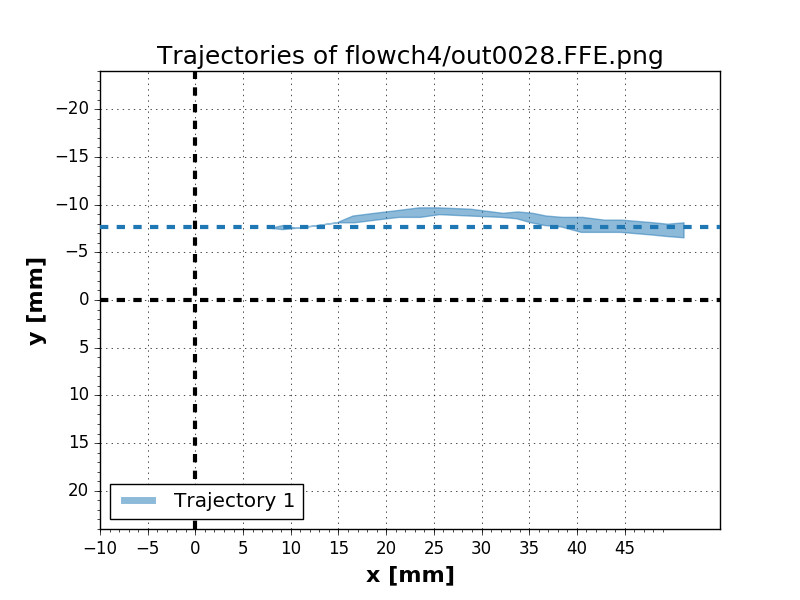 Trajectories of flowch4/out0028.FFE.png
−20
−15
−10
−5
0
5
10
15
20
y [mm]
Trajectory 1
−10 −5 0 5 10 15 20 25 30 35 40 45
x [mm]